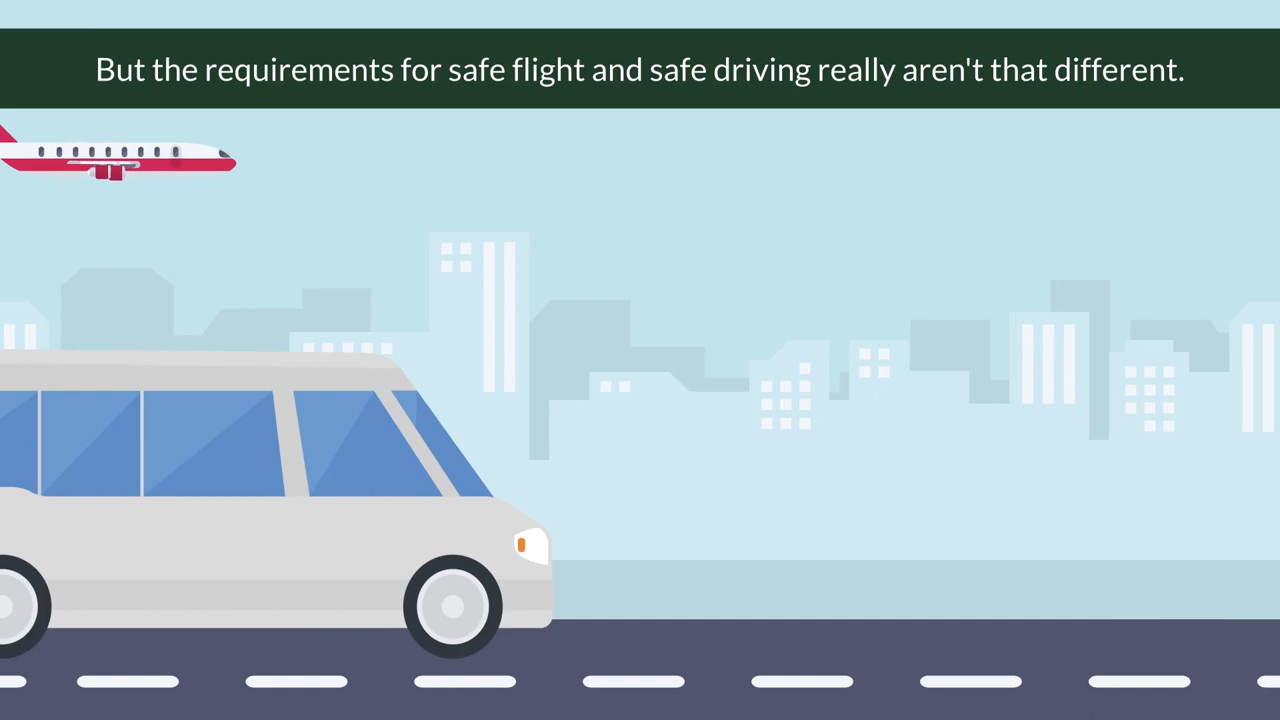 But the requirements for safe flight and safe driving really aren't that different.